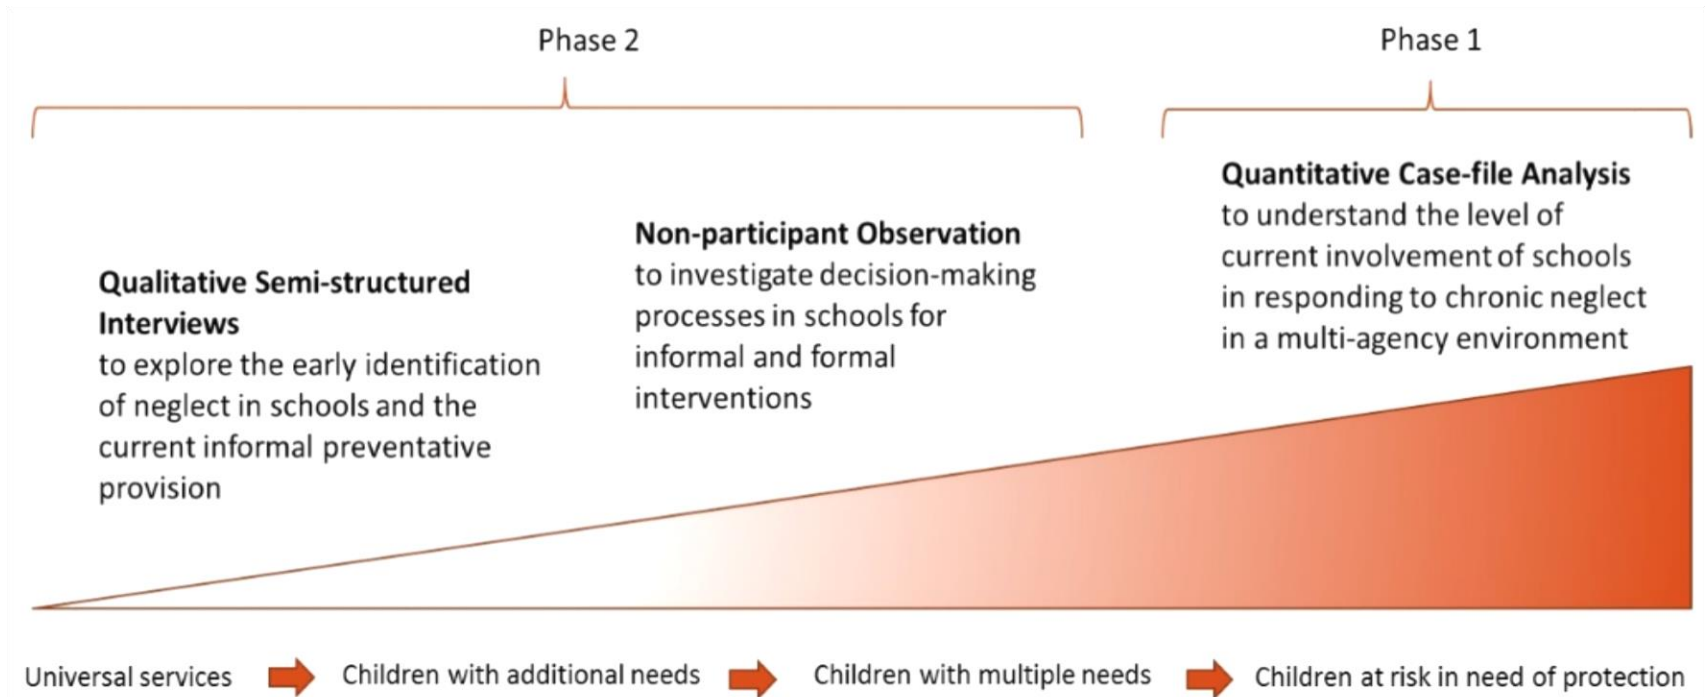 Phase 2
Phase 1
Qualitative Semi-structured
Interviews
to explore the early identification
of neglect in schools and the
current informal preventative
provision
Non-participant Observation
to investigate decision-making
processes in schools for
informal and formal
interventions
Quantitative Case-file Analysis
to understand the level of
current involvement of schools
in responding to chronic neglect
in a multi-agency environment
Universal services
Children with additional needs
Children with multiple needs
Children at risk in need of protection